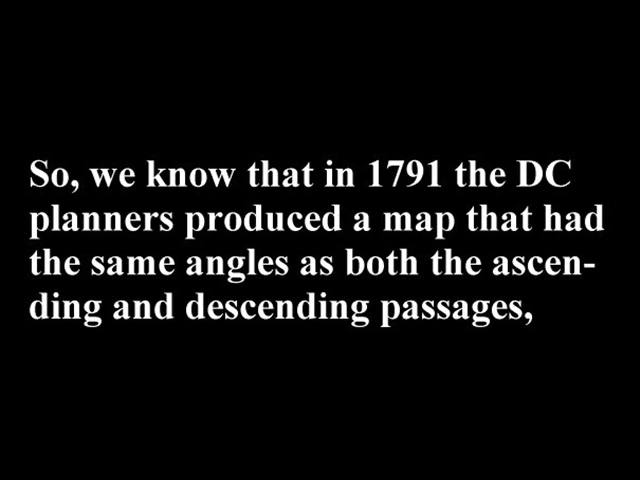 So, we know that in 1791 the DC
planners produced a map that had
the same angles as both the ascen-
ding and descending passages,